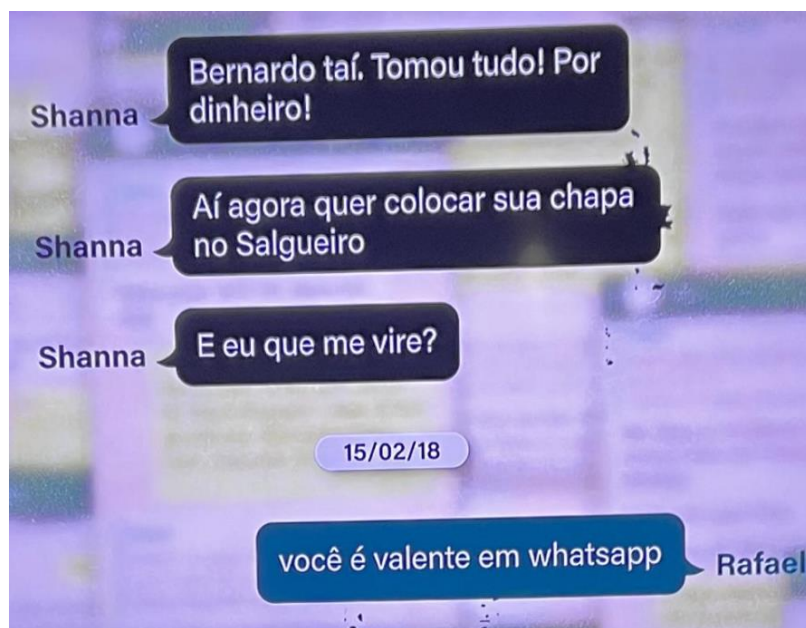 Bernardo taí. Tomou tudo! Por
dinheiro!
Shanna
Aí agora quer colocar sua chapa
no Salgueiro
Shanna
E eu que me vire?
Shanna
15/02/18
você é valente em whatsapp
Rafael